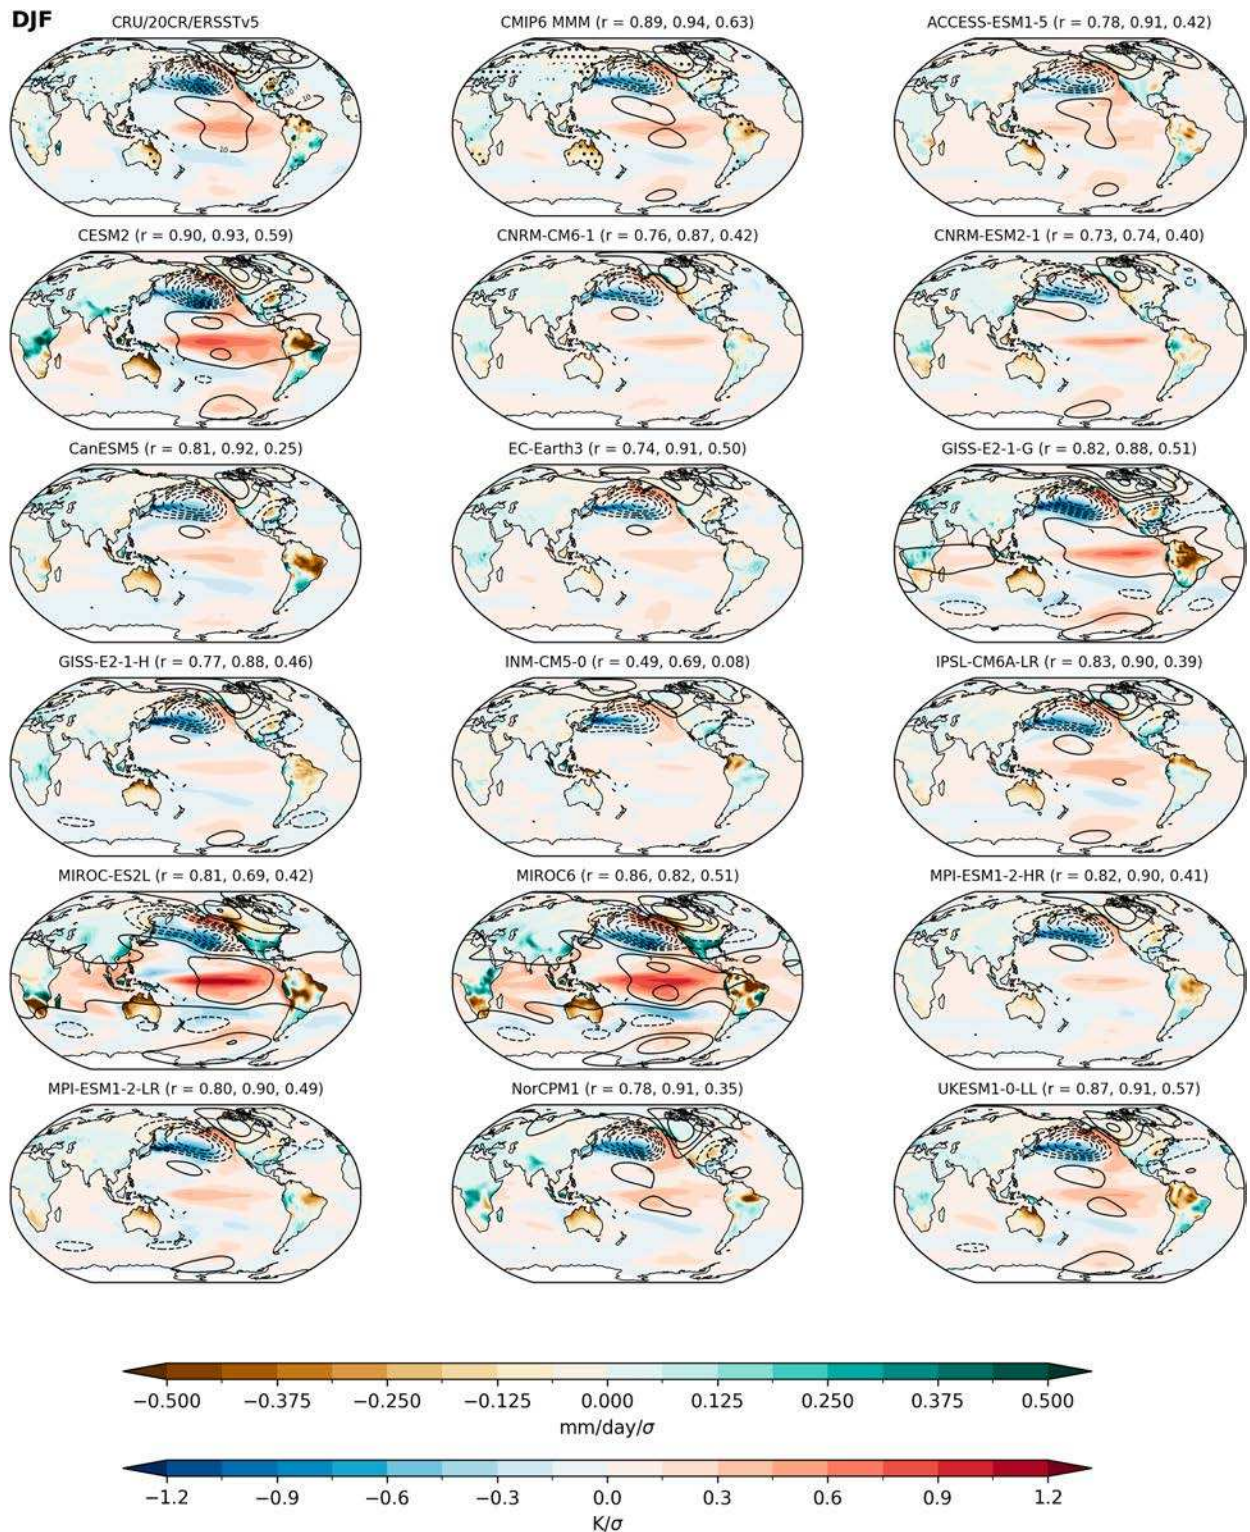 DJF
CRU/20CR/ERSSTv5
CMIP6 MMM (r = 0.89, 0.94, 0.63)
ACCESS-ESM1-5 (r = 0.78, 0.91, 0.42)
10
CESM2 (r = 0.90, 0.93, 0.59)
CNRM-CM6-1 (r = 0.76, 0.87, 0.42)
CNRM-ESM2-1 (r = 0.73, 0.74, 0.40)
CanESM5 (r = 0.81, 0.92, 0.25)
EC-Earth3 (r = 0.74, 0.91, 0.50)
GISS-E2-1-G (r = 0.82, 0.88, 0.51)
GISS-E2-1-H (r = 0.77, 0.88, 0.46)
INM-CM5-0 (r = 0.49, 0.69, 0.08)
IPSL-CM6A-LR (r = 0.83, 0.90, 0.39)
MIROC-ES2L (r = 0.81, 0.69, 0.42)
MIROC6 (r = 0.86, 0.82, 0.51)
MPI-ESM1-2-HR (r = 0.82, 0.90, 0.41)
MPI-ESM1-2-LR (r = 0.80, 0.90, 0.49)
NorCPM1 (r = 0.78, 0.91, 0.35)
UKESM1-0-LL (r = 0.87, 0.91, 0.57)
−0.500 −0.375 −0.250 −0.125 0.000 0.125 0.250 0.375 0.500
mm/day/σ
−1.2 −0.9 −0.6 −0.3 0.0 0.3 0.6 0.9 1.2
K/σ